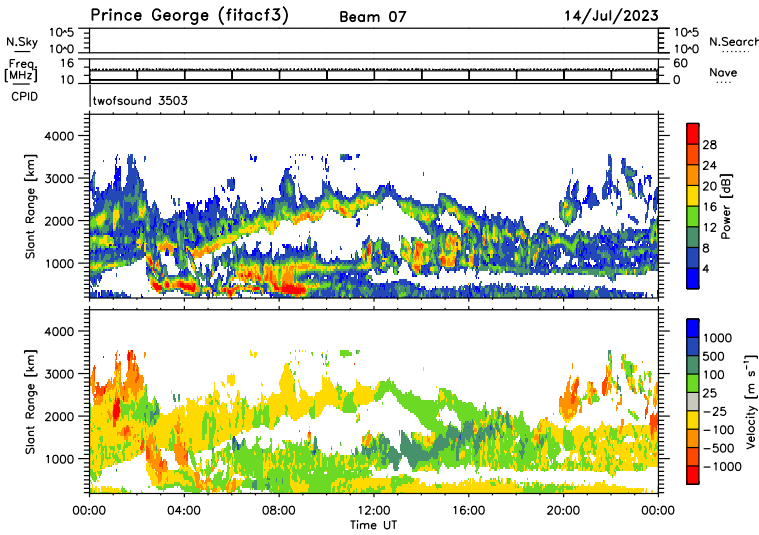 Prince George (fitacf3) Beam 07 14/Jul/2023
N.Sky 10^5 10^0 10^5 10^0 N.Search
Freq. [MHz] 16 10 60 0 Nave
CPID twofsound 3503
Slant Range [km]
4000
3000
2000
1000
Power [dB]
28
24
20
16
12
8
4
Slant Range [km]
4000
3000
2000
1000
Velocity [m s^-1]
1000
500
100
25
-25
-100
-500
-1000
00:00 04:00 08:00 12:00 16:00 20:00 00:00
Time UT